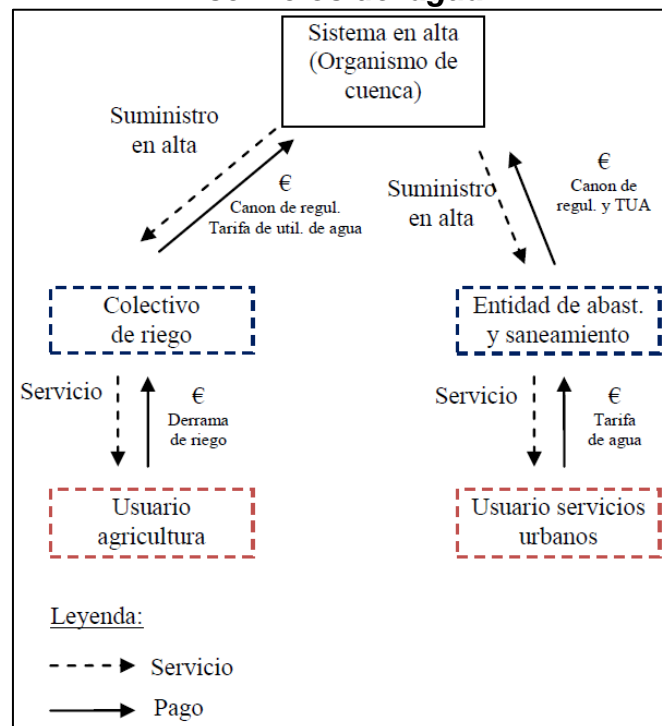 Sistema en alta
(Organismo de
cuenca)
Suministro
en alta
€
Canon de regul.
Tarifa de util. de agua
Suministro
en alta
€
Canon de
regul. y TUA
Colectivo
de riego
Entidad de abast.
y saneamiento
Servicio
€
Derrama
de riego
Servicio
€
Tarifa
de agua
Usuario
agricultura
Usuario servicios
urbanos
Leyenda:
Servicio
Pago